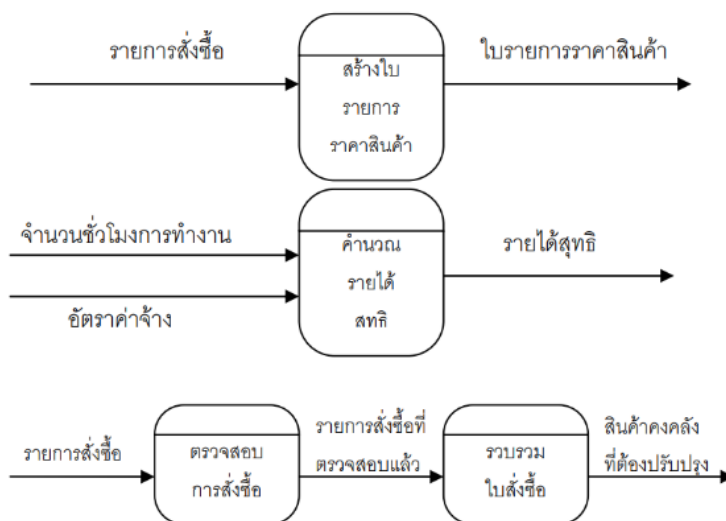 รายการสั่งซื้อ
สร้างใบ
รายการ
ราคาสินค้า
ใบรายการราคาสินค้า
จำนวนชั่วโมงการทำงาน
อัตราค่าจ้าง
คำนวณ
รายได้
สทธิ
รายได้สุทธิ
รายการสั่งซื้อ
ตรวจสอบ
การสั่งซื้อ
รายการสั่งซื้อที่
ตรวจสอบแล้ว
รวบรวม
ใบสั่งซื้อ
สินค้าคงคลัง
ที่ต้องปรับปรุง